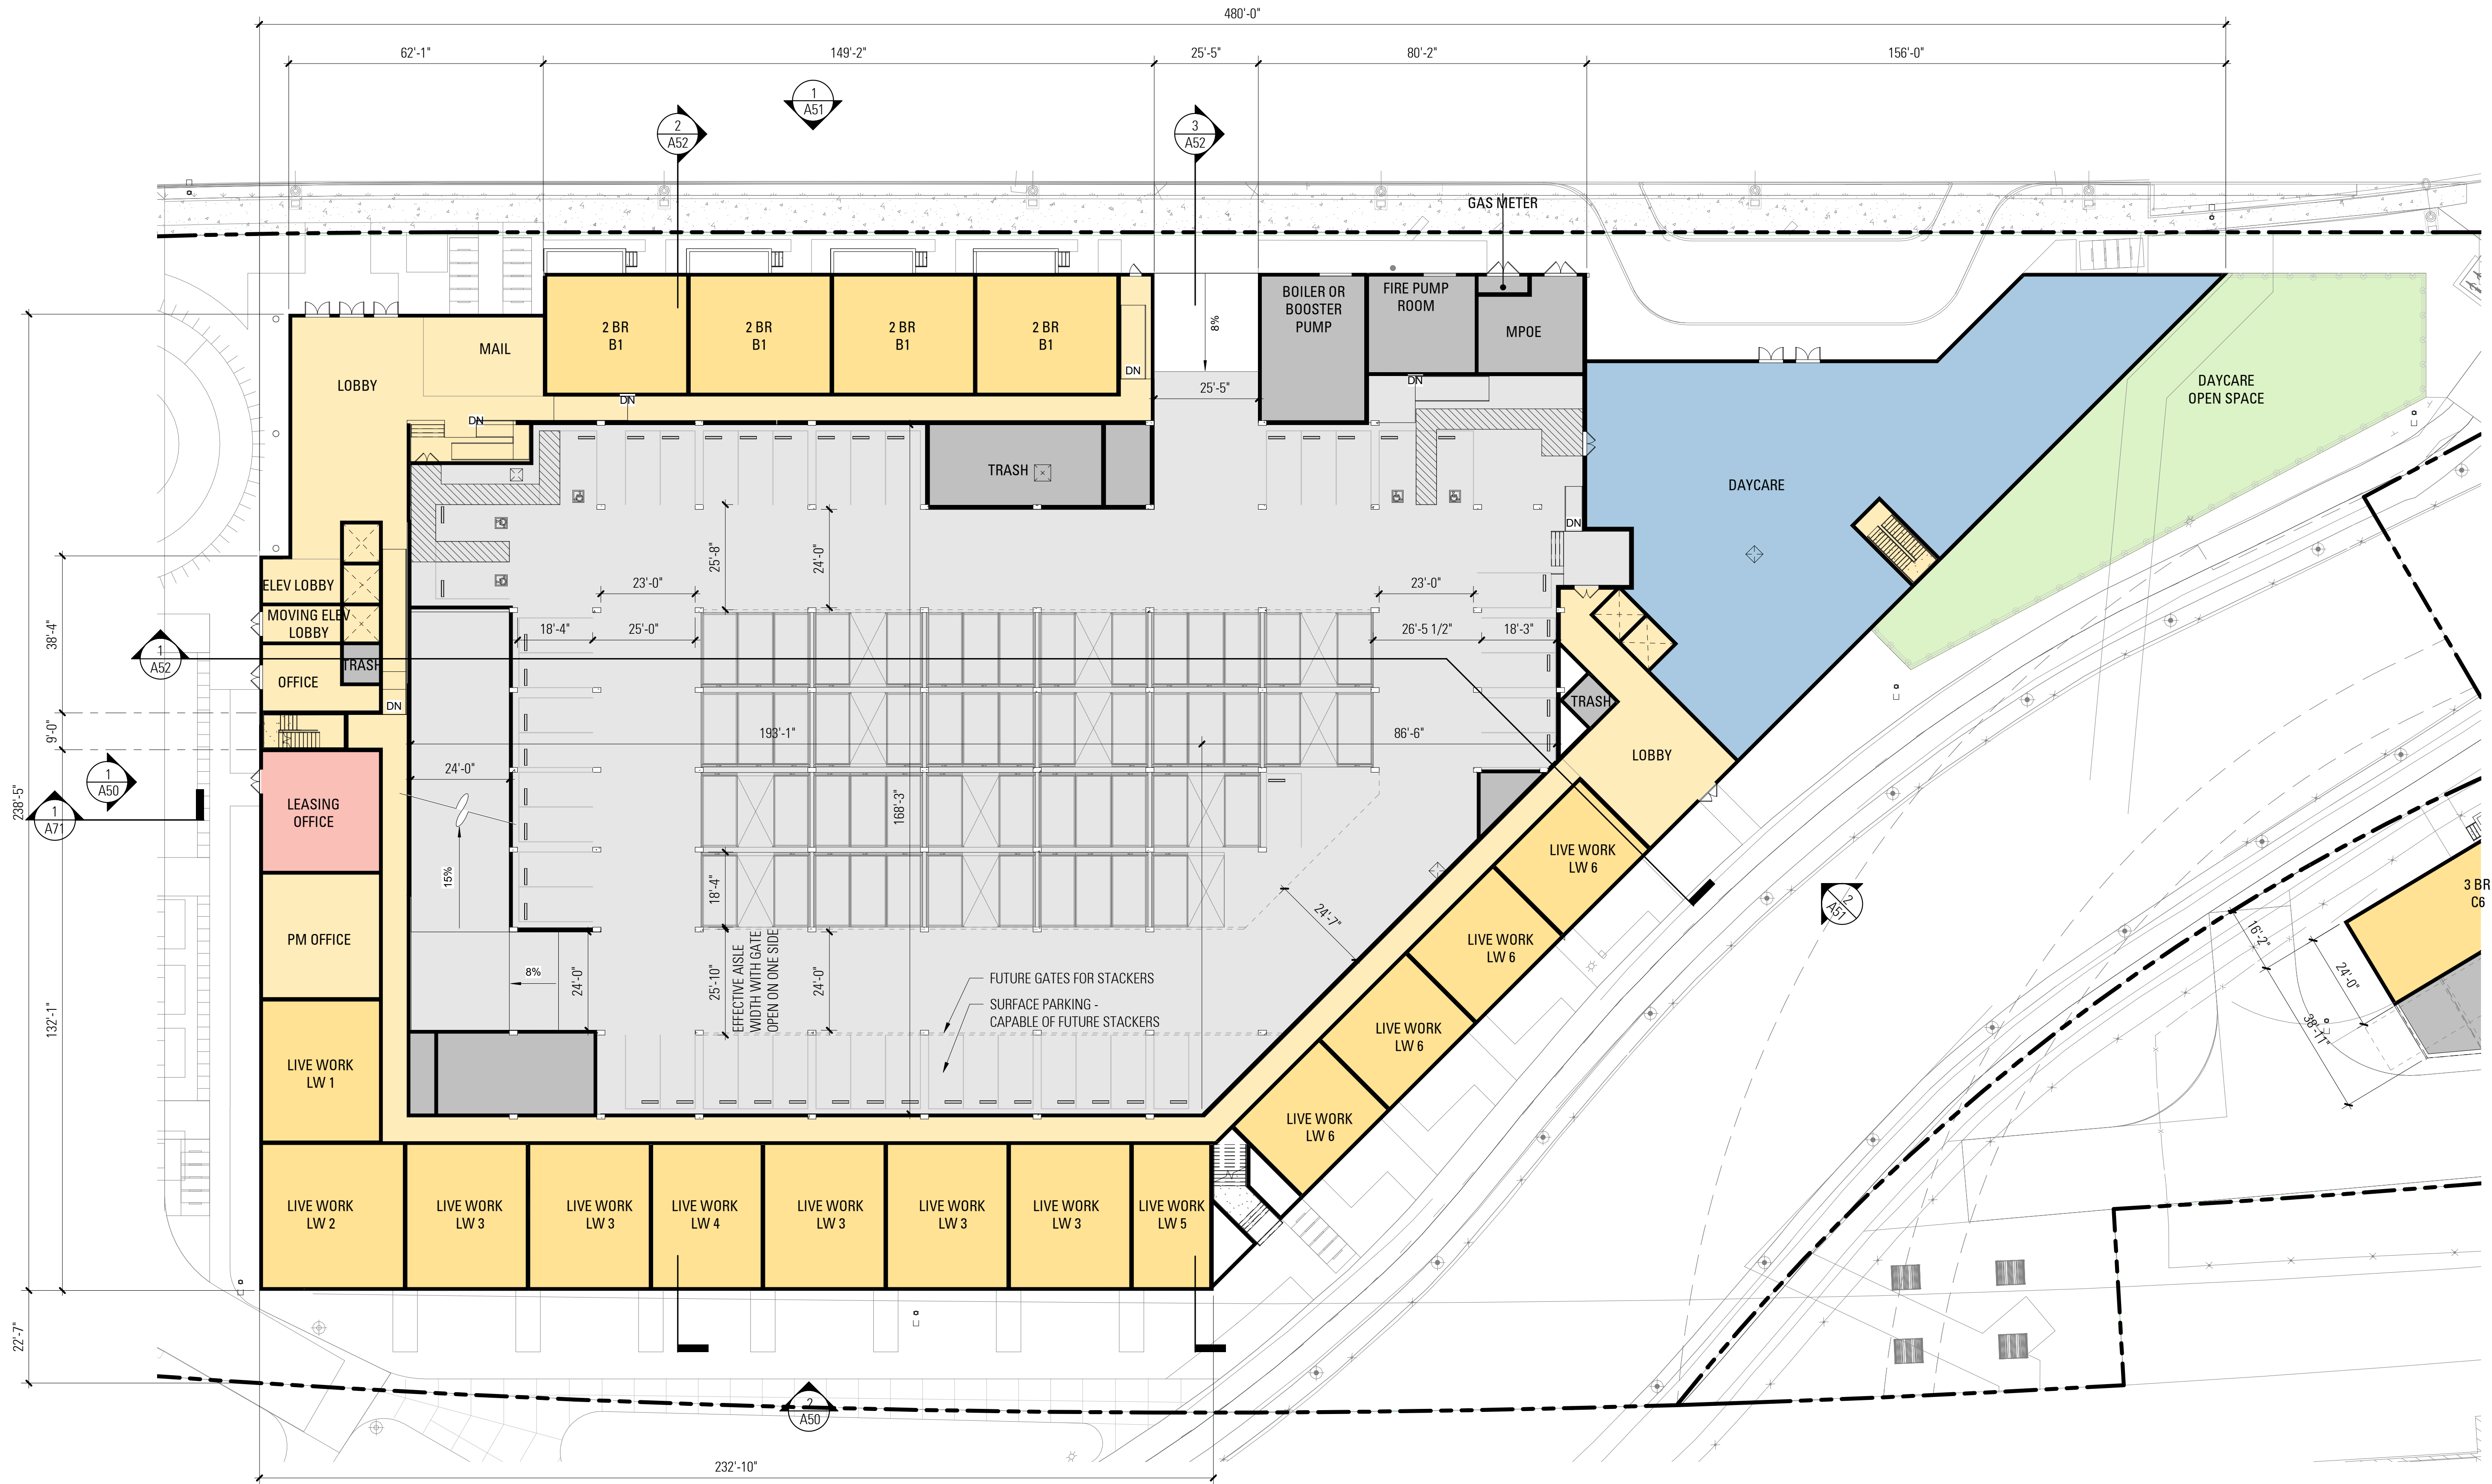 480'-0"
62'-1"
149'-2"
25'-5"
80'-2"
156'-0"
1
A51
2
A52
3
A52
GAS METER
BOILER OR
BOOSTER
PUMP
FIRE PUMP
ROOM
MPOE
8%
2 BR
B1
2 BR
B1
2 BR
B1
2 BR
B1
MAIL
LOBBY
DN
DN
DN
DN
25'-5"
DAYCARE
OPEN SPACE
TRASH
DAYCARE
DN
25'-8"
24'-0"
23'-0"
23'-0"
ELEV LOBBY
MOVING ELEV
LOBBY
18'-4"
25'-0"
26'-5 1/2"
18'-3"
38'-4"
1
A52
TRASH
OFFICE
DN
TRASH
9'-0"
193'-1"
86'-6"
LOBBY
24'-0"
1
A50
238'-5"
1
A71
LEASING
OFFICE
168'-3"
15%
18'-4"
LIVE WORK
LW 6
24'-7"
2
A51
3 BR
C6
PM OFFICE
LIVE WORK
LW 6
16'-2"
24'-0"
38'-11"
8%
24'-0"
25'-10"
EFFECTIVE AISLE
WIDTH WITH GATE
OPEN ON ONE SIDE
24'-0"
FUTURE GATES FOR STACKERS
SURFACE PARKING -
CAPABLE OF FUTURE STACKERS
132'-1"
LIVE WORK
LW 6
LIVE WORK
LW 1
LIVE WORK
LW 6
LIVE WORK
LW 2
LIVE WORK
LW 3
LIVE WORK
LW 3
LIVE WORK
LW 4
LIVE WORK
LW 3
LIVE WORK
LW 3
LIVE WORK
LW 3
LIVE WORK
LW 5
22'-7"
2
A50
232'-10"